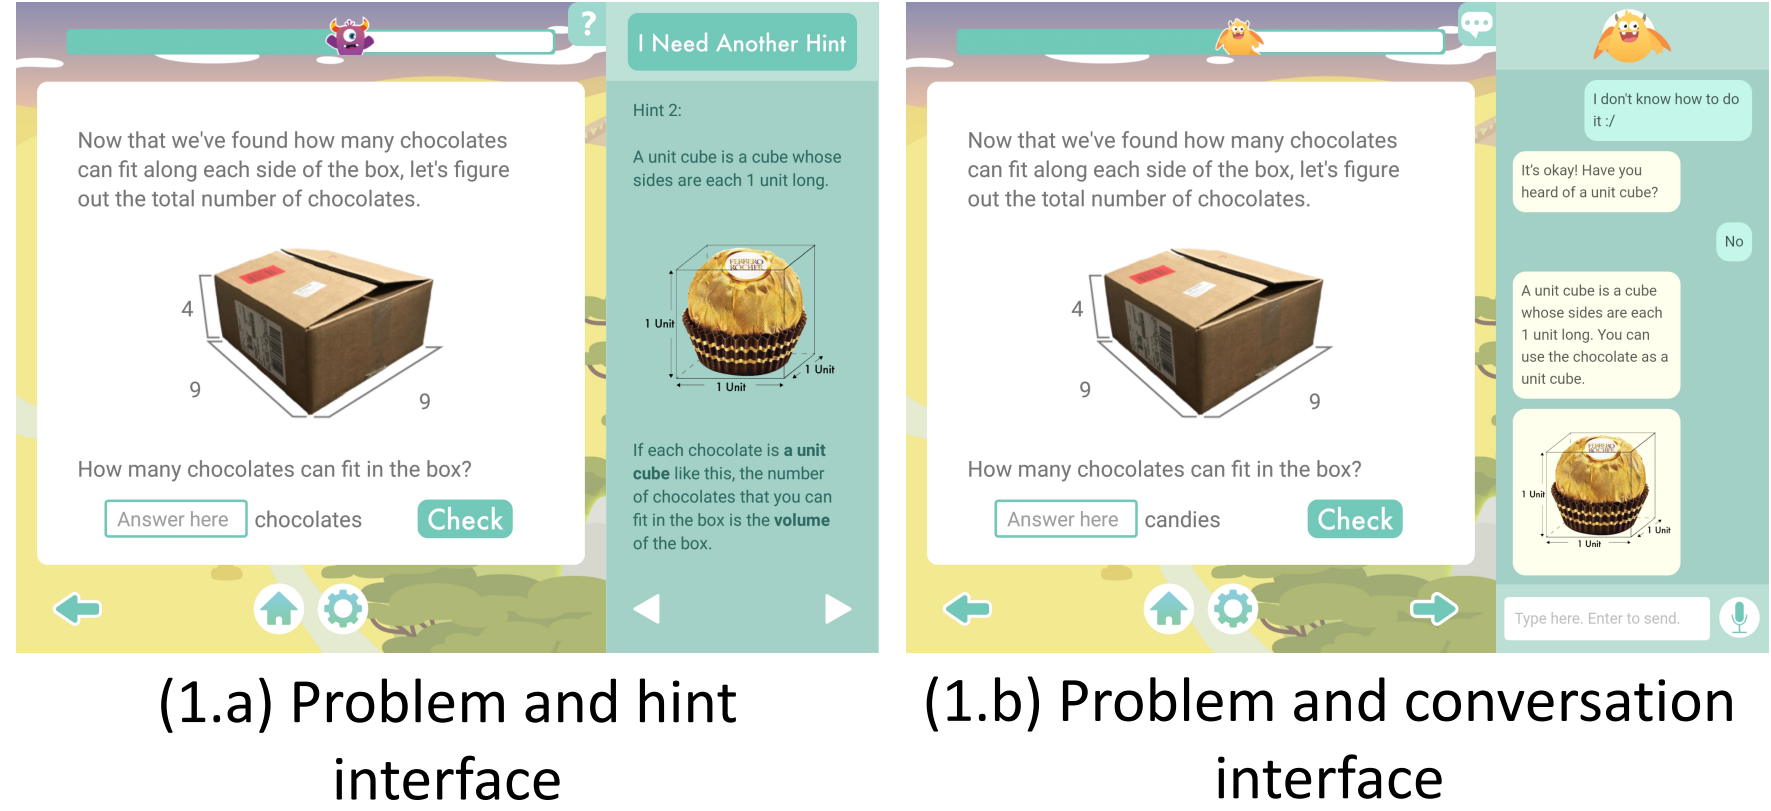 ?
I Need Another Hint
Now that we've found how many chocolates
can fit along each side of the box, let's figure
out the total number of chocolates.
4
9
9
How many chocolates can fit in the box?
Answer here
chocolates
Check
Hint 2:
A unit cube is a cube whose
sides are each 1 unit long.
FERRERO
ROCHER
1 Unit
1 Unit
1 Unit
If each chocolate is a unit
cube like this, the number
of chocolates that you can
fit in the box is the volume
of the box.
(1.a) Problem and hint
interface
Now that we've found how many chocolates
can fit along each side of the box, let's figure
out the total number of chocolates.
4
9
9
How many chocolates can fit in the box?
Answer here
candies
Check
I don't know how to do
it :/
It's okay! Have you
heard of a unit cube?
No
A unit cube is a cube
whose sides are each
1 unit long. You can
use the chocolate as a
unit cube.
FERRERO
ROCHER
1 Unit
1 Unit
1 Unit
Type here. Enter to send.
(1.b) Problem and conversation
interface